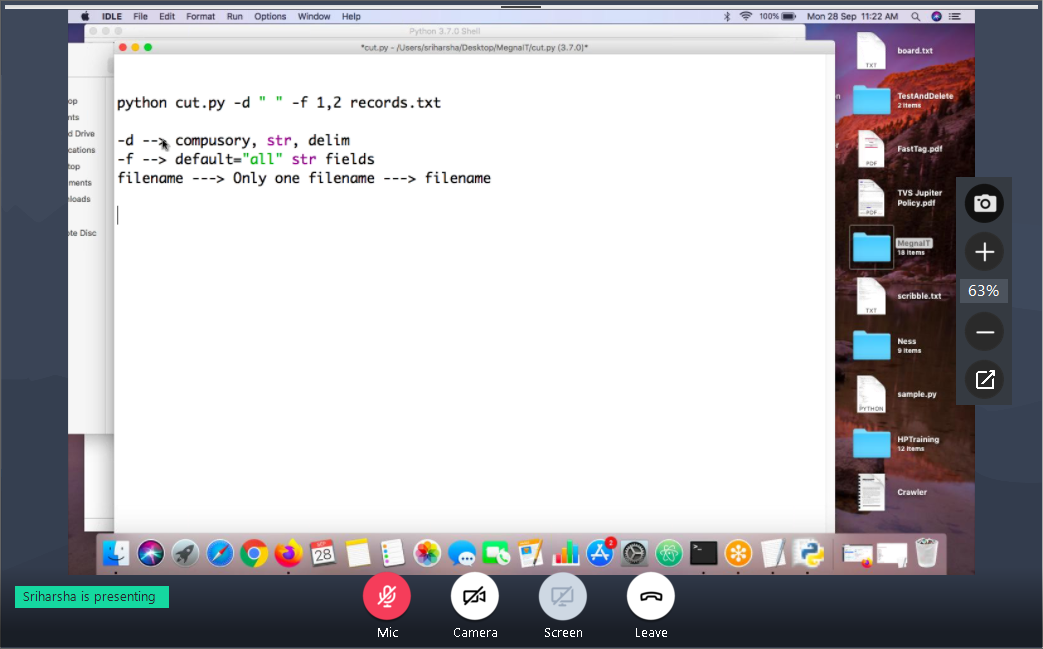 IDLE File Edit Format Run Options Window Help 100% Mon 28 Sep 11:22 AM
Python 3.7.0 Shell
*cut.py - /Users/sriharsha/Desktop/MegnaIT/cut.py (3.7.0)*
python cut.py -d " " -f 1,2 records.txt
-d --> compusory, str, delim
-f --> default="all" str fields
filename ---> Only one filename ---> filename
op
nts
d Drive
cations
top
ments
nloads
ote Disc
board.txt
TXT
TestAndDelete
2 items
FastTag.pdf
PDF
TVS Jupiter
Policy.pdf
PDF
MegnaIT
18 items
scribble.txt
TXT
Ness
9 items
sample.py
PYTHON
HPTraining
12 items
Crawler
63%
SEP
28
2
Sriharsha is presenting
Mic Camera Screen Leave